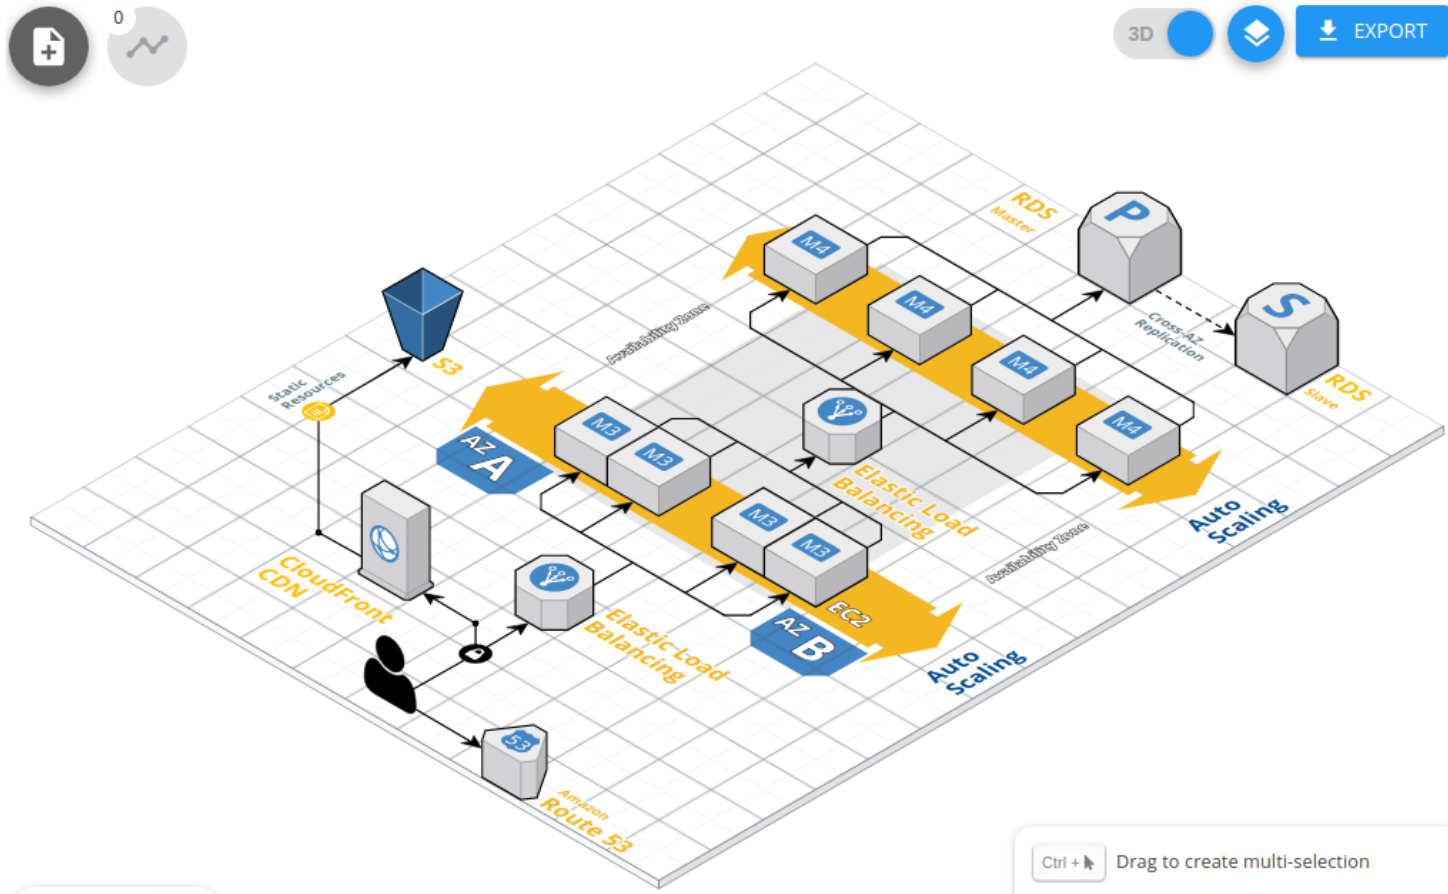 0
3D
EXPORT
RDS
Master
P
S
Cross-AZ
Replication
RDS
Slave
M4
M4
M4
M4
Availability Zone
S3
Static
Resources
AZ A
M3
M3
M3
M3
Elastic Load
Balancing
Auto
Scaling
Availability Zone
CloudFront
CDN
Elastic Load
Balancing
EC2
AZ B
Auto
Scaling
53
Amazon
Route 53
Ctrl +
Drag to create multi-selection